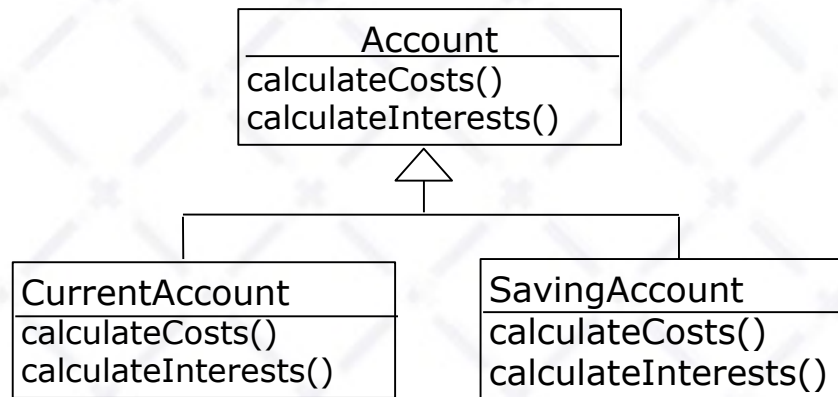 Account
calculateCosts()
calculateInterests()
CurrentAccount
calculateCosts()
calculateInterests()
SavingAccount
calculateCosts()
calculateInterests()